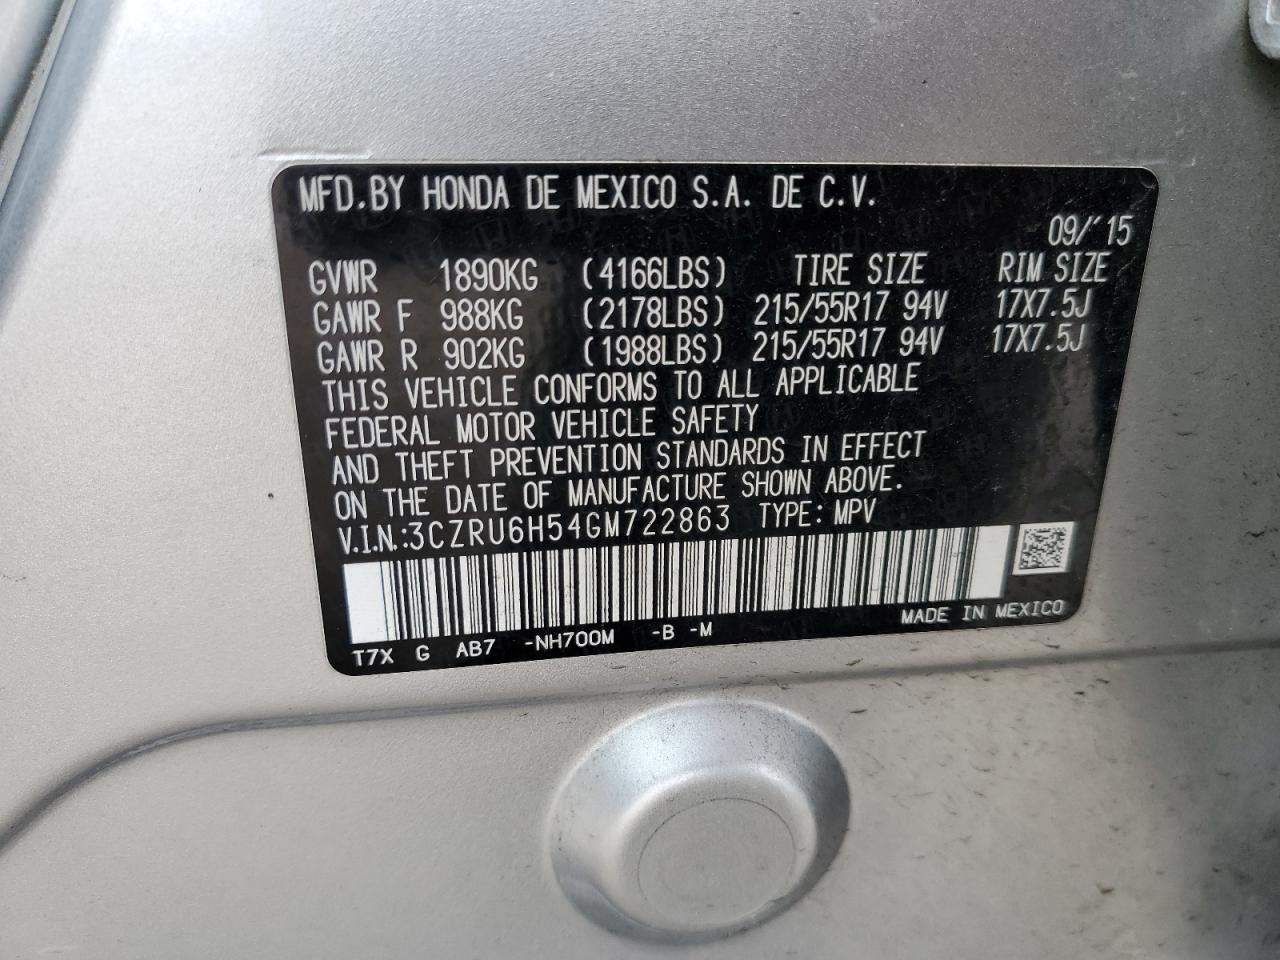 MFD.BY HONDA DE MEXICO S.A. DE C.V.
09/'15
GVWR 1890KG (4166LBS) TIRE SIZE RIM SIZE
GAWR F 988KG (2178LBS) 215/55R17 94V 17X7.5J
GAWR R 902KG (1988LBS) 215/55R17 94V 17X7.5J
THIS VEHICLE CONFORMS TO ALL APPLICABLE
FEDERAL MOTOR VEHICLE SAFETY
AND THEFT PREVENTION STANDARDS IN EFFECT
ON THE DATE OF MANUFACTURE SHOWN ABOVE.
V.I.N.:3CZRU6H54GM722863 TYPE: MPV
MADE IN MEXICO
T7X G AB7 -NH700M -B -M